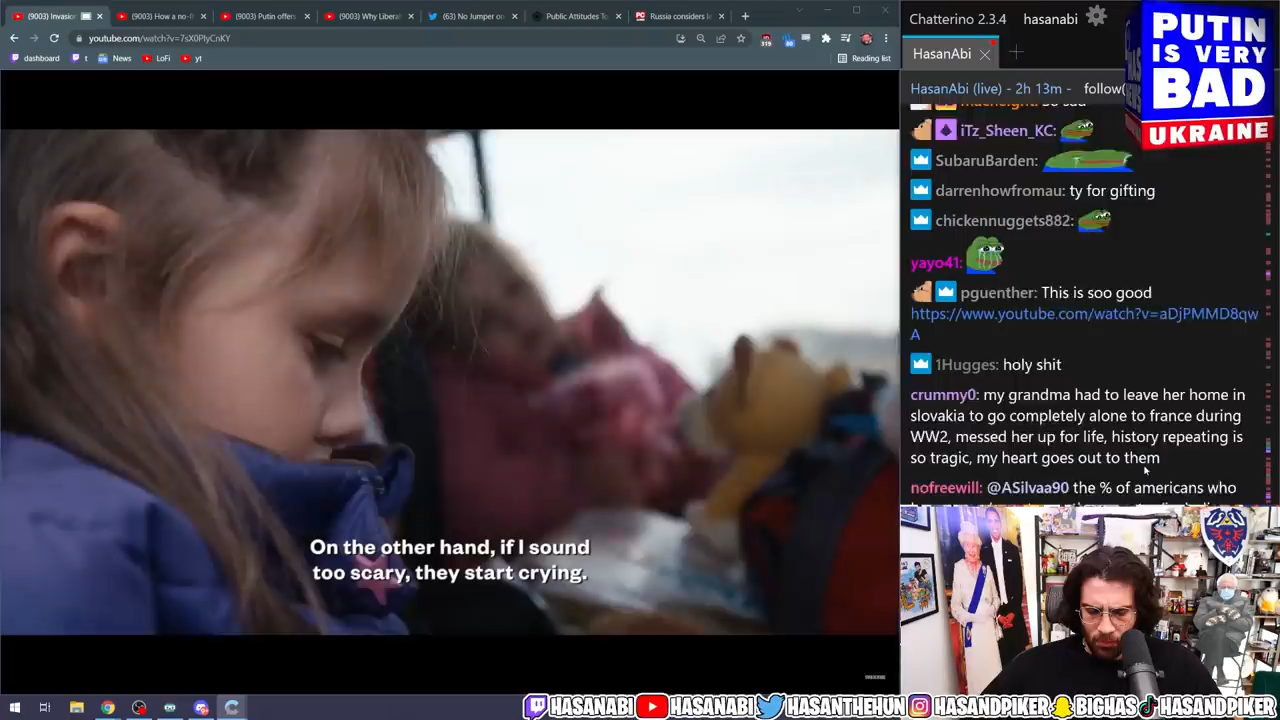 (9003) Invasio
(9003) How a no-f
(9003) Putin offers
(9003) Why Liberal
(63) No Jumper on
Public Attitudes To
Russia considers le
youtube.com/watch?v=7sX0PlyCnKY
dashboard
t
News
LoFi
yt
Reading list
On the other hand, if I sound
too scary, they start crying.
Chatterino 2.3.4
hasanabi
HasanAbi
HasanAbi (live) - 2h 13m -
follow(
PUTIN
IS VERY
BAD
UKRAINE
iTz_Sheen_KC:
SubaruBarden:
darrenhowfromau: ty for gifting
chickennuggets882:
yayo41:
pguenther: This is soo good
https://www.youtube.com/watch?v=aDjPMMD8qw
A
1Hugges: holy shit
crummy0: my grandma had to leave her home in
slovakia to go completely alone to france during
WW2, messed her up for life, history repeating is
so tragic, my heart goes out to them
nofreewill: @ASilvaa90 the % of americans who
HASANABI
HASANABI
HASANTHEHUN
HASANDPIKER
BIGHAS
HASANDPIKER